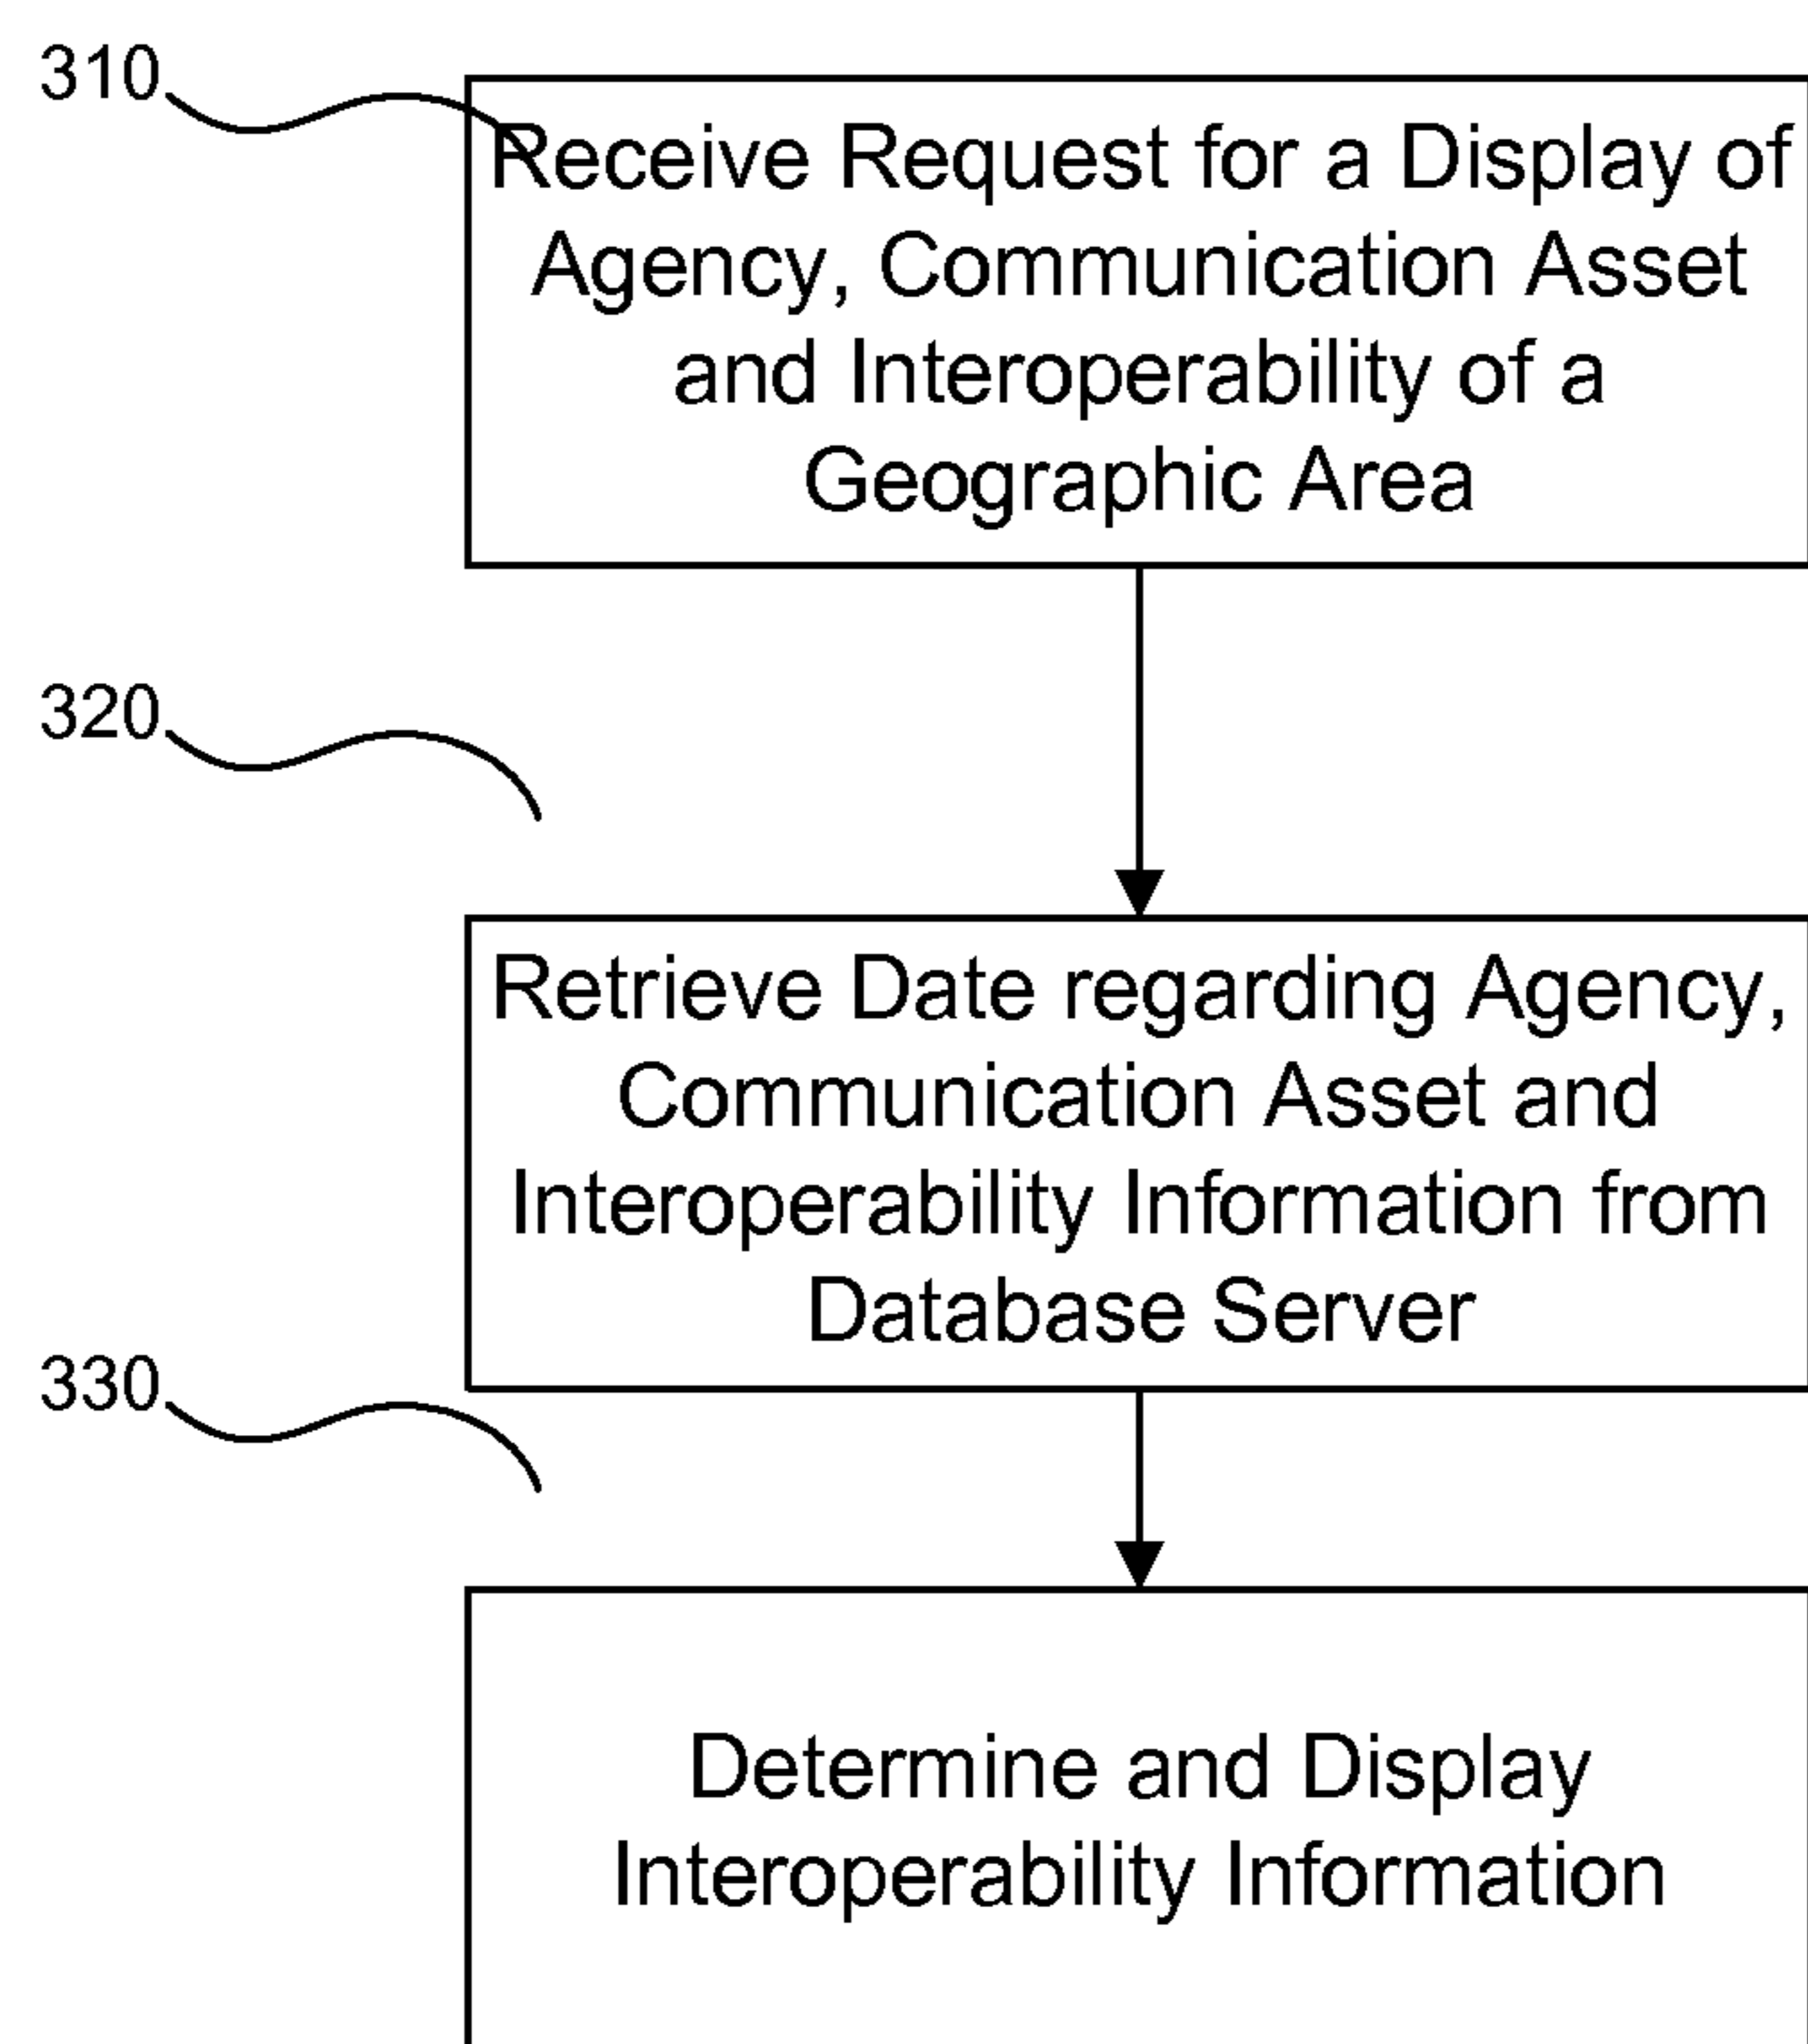 310
Receive Request for a Display of
Agency, Communication Asset
and Interoperability of a
Geographic Area
320
Retrieve Date regarding Agency,
Communication Asset and
Interoperability Information from
Database Server
330
Determine and Display
Interoperability Information